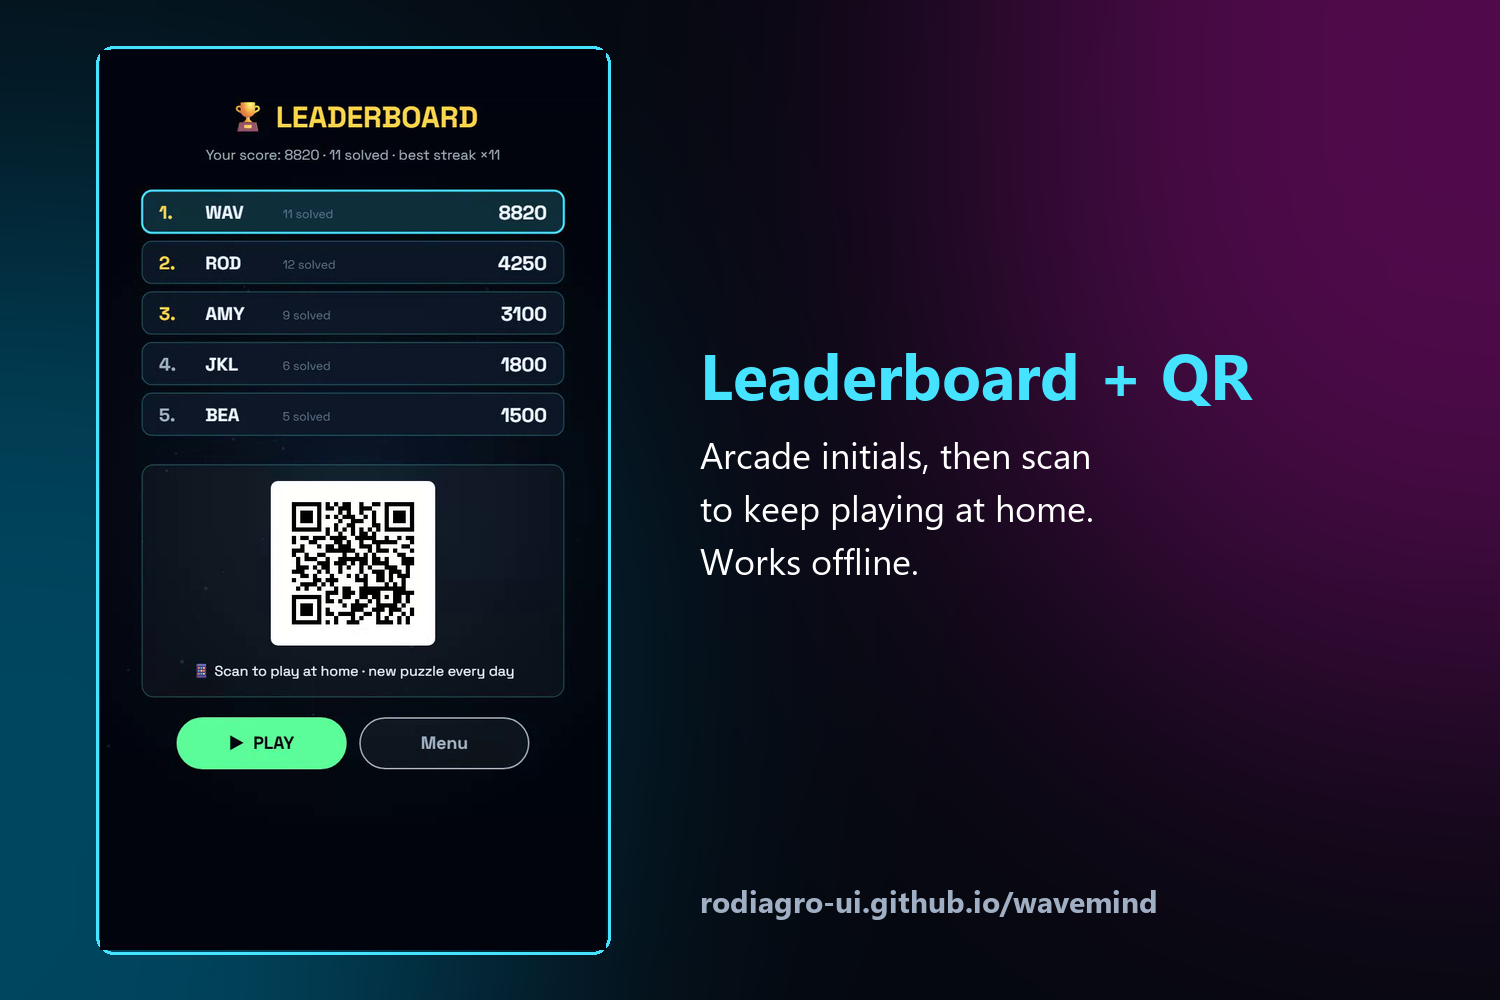 LEADERBOARD
Your score: 8820 · 11 solved · best streak ×11
1. WAV 11 solved 8820
2. ROD 12 solved 4250
3. AMY 9 solved 3100
4. JKL 6 solved 1800
5. BEA 5 solved 1500
Scan to play at home · new puzzle every day
▶ PLAY Menu
Leaderboard + QR
Arcade initials, then scan
to keep playing at home.
Works offline.
rodiagro-ui.github.io/wavemind